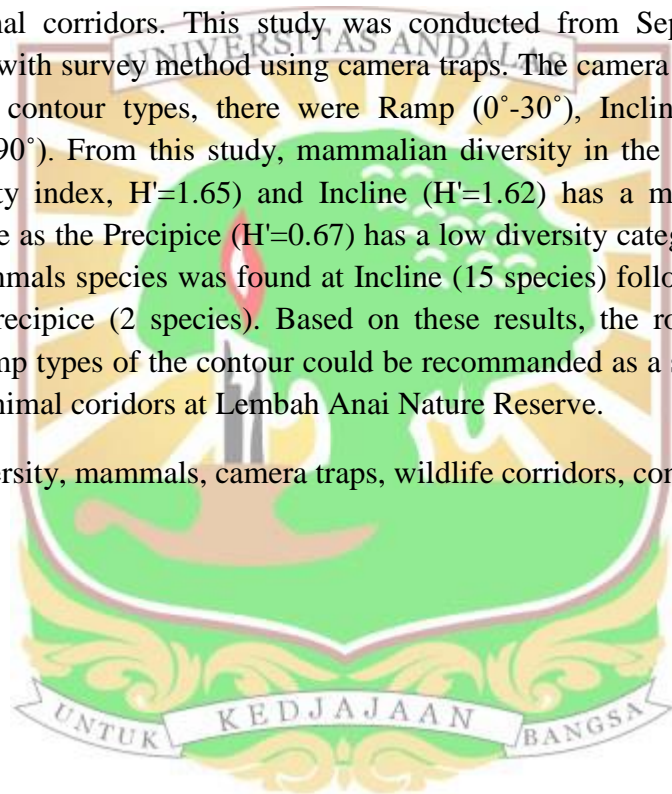 nal corridors. This study was conducted from Sep
UNIVERSITAS ANDALAS
with survey method using camera traps. The camera
contour types, there were Ramp (0˚-30˚), Inclin
90˚). From this study, mammalian diversity in the
ty index, H'=1.65) and Incline (H'=1.62) has a m
e as the Precipice (H'=0.67) has a low diversity categ
mmals species was found at Incline (15 species) follo
recipice (2 species). Based on these results, the ro
mp types of the contour could be recommanded as a s
nimal coridors at Lembah Anai Nature Reserve.
ersity, mammals, camera traps, wildlife corridors, con
UNTUK KEDJAJAAN BANGSA